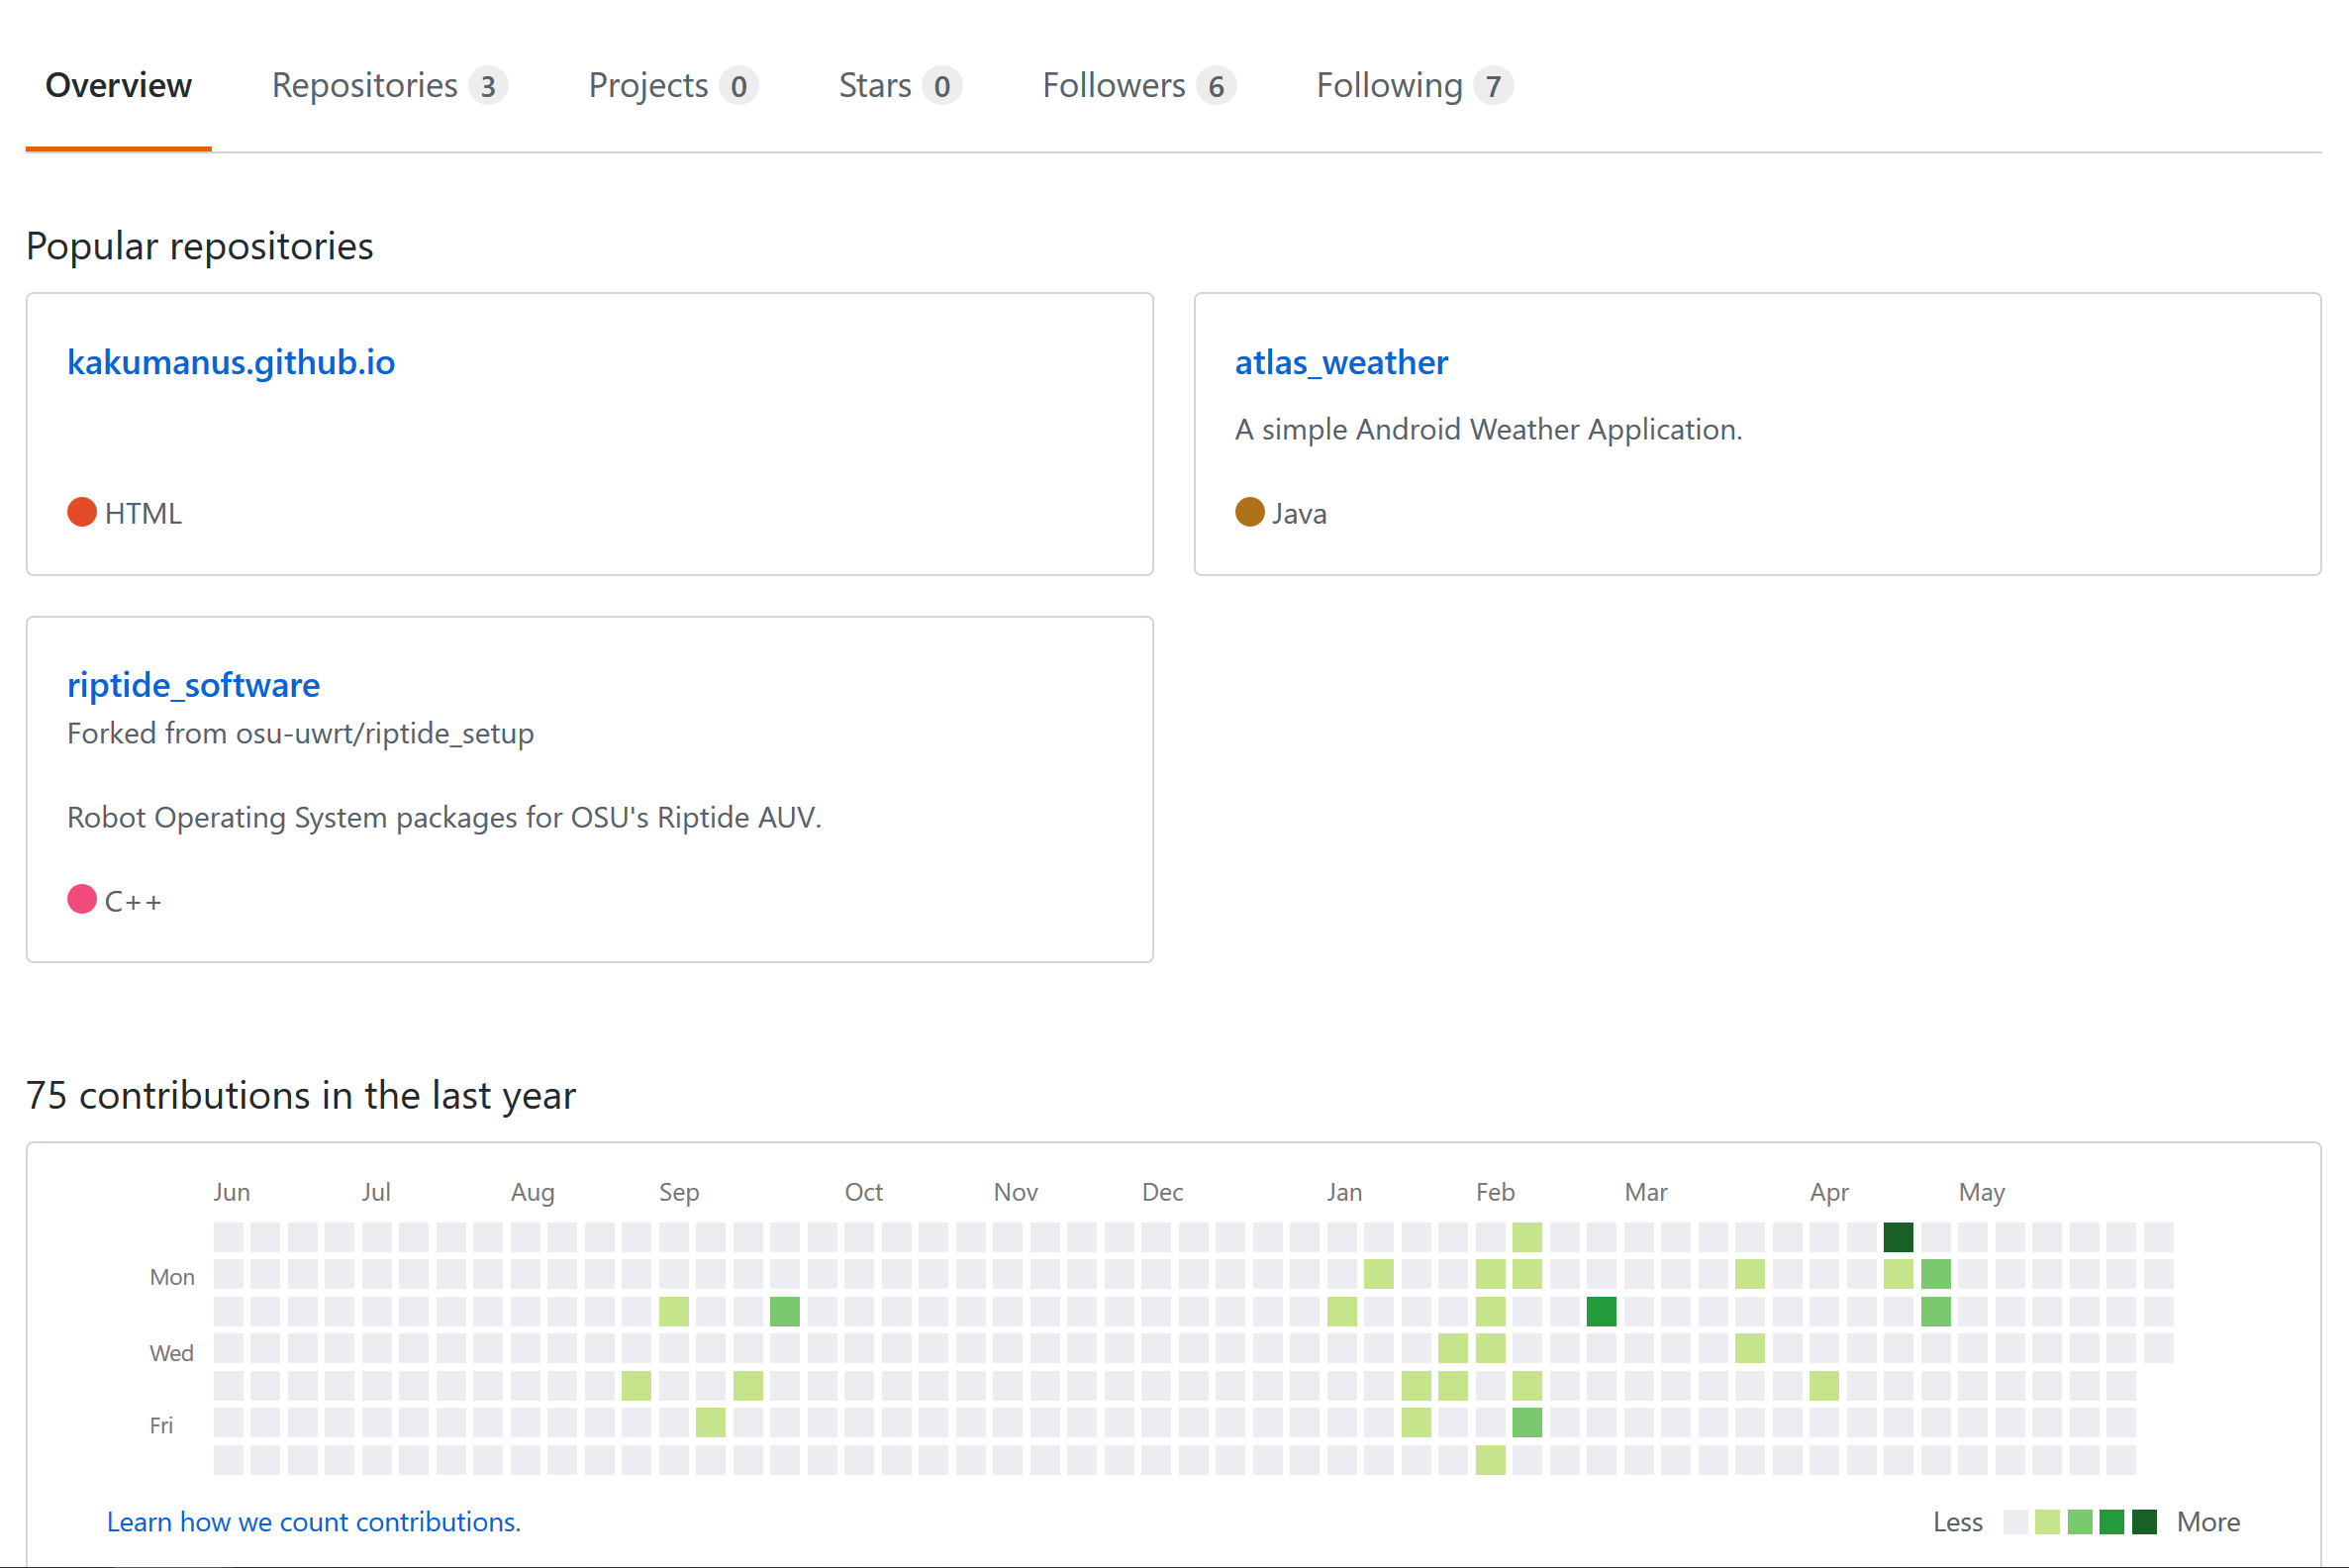 Overview Repositories 3 Projects 0 Stars 0 Followers 6 Following 7
Popular repositories
kakumanus.github.io
HTML
atlas_weather
A simple Android Weather Application.
Java
riptide_software
Forked from osu-uwrt/riptide_setup
Robot Operating System packages for OSU's Riptide AUV.
C++
75 contributions in the last year
Jun Jul Aug Sep Oct Nov Dec Jan Feb Mar Apr May
Mon
Wed
Fri
Learn how we count contributions.
Less More